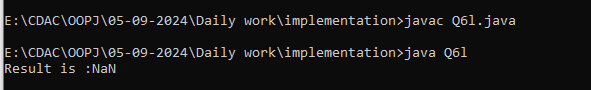 E:\CDAC\OOPJ\05-09-2024\Daily work\implementation>javac Q6l.java
E:\CDAC\OOPJ\05-09-2024\Daily work\implementation>java Q6l
Result is :NaN